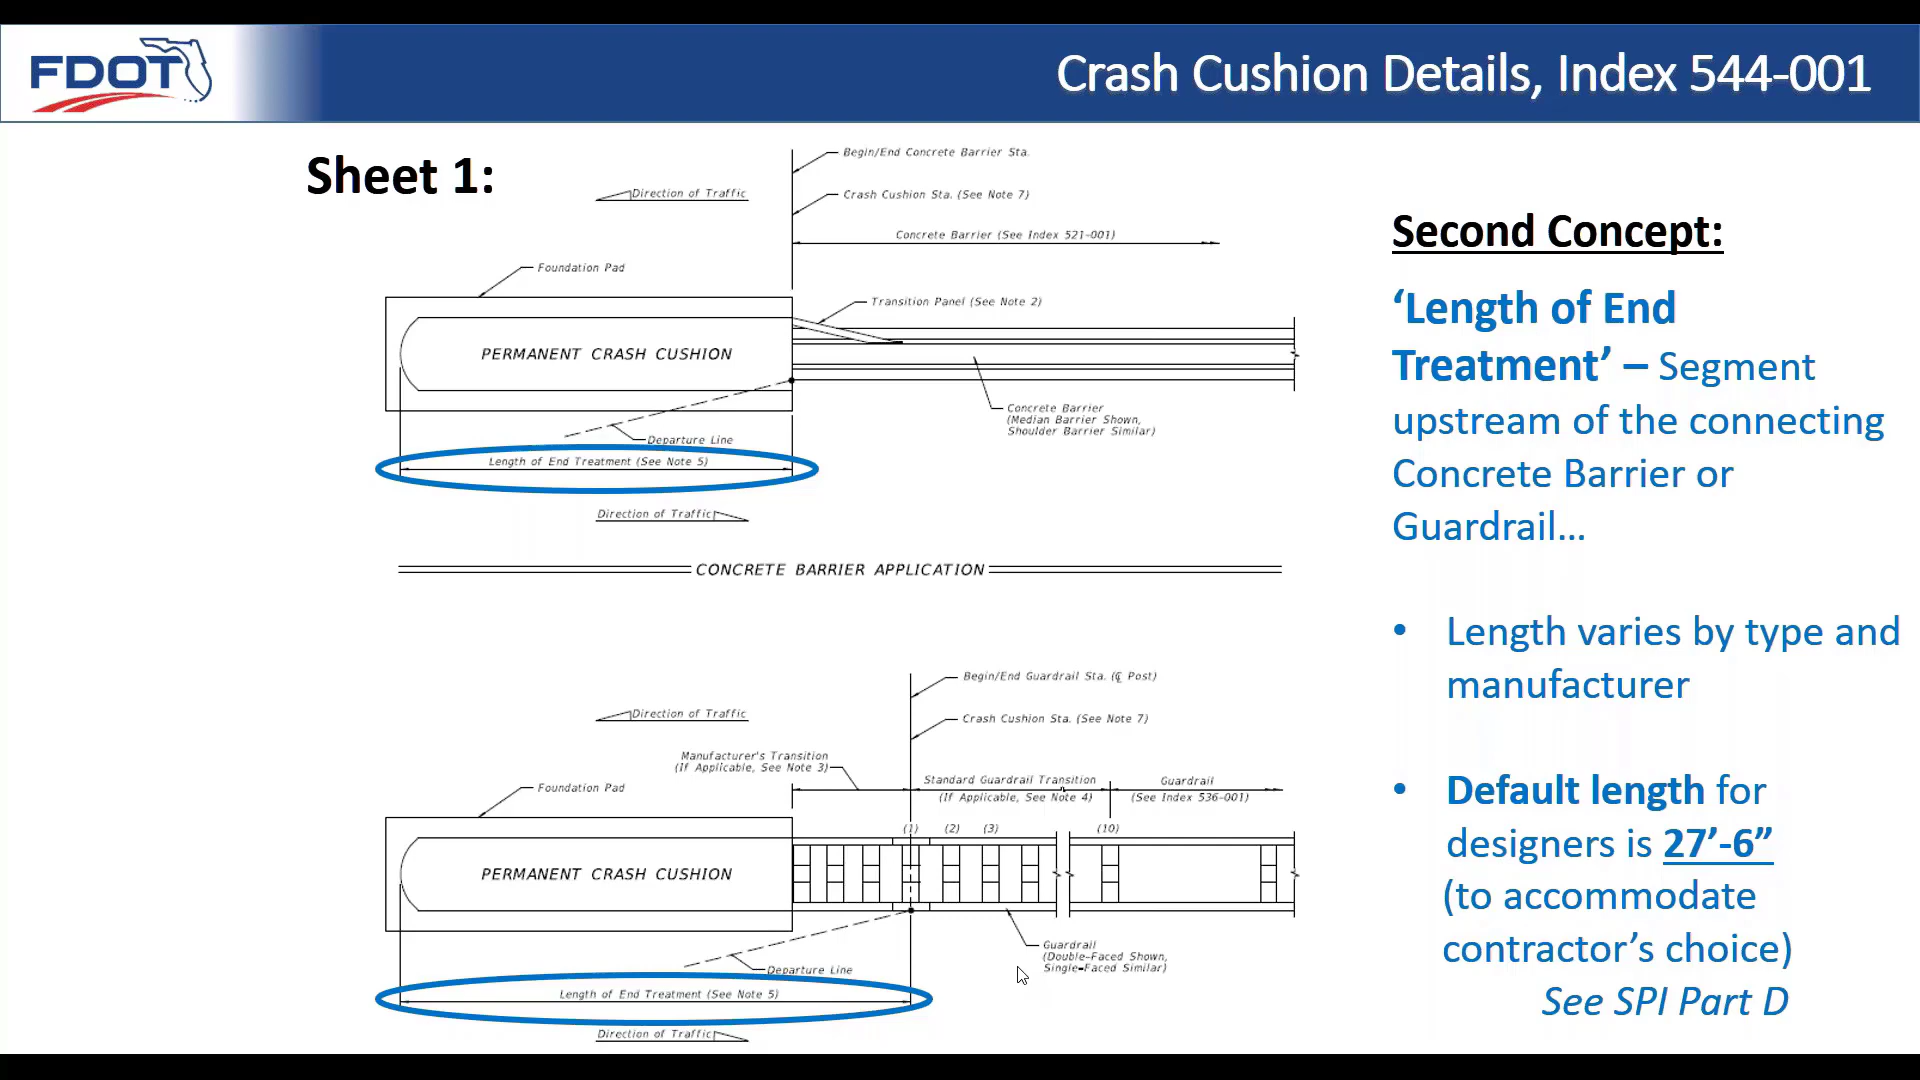 FDOT
Crash Cushion Details, Index 544-001
Sheet 1:
Begin/End Concrete Barrier Sta.
Direction of Traffic
Crash Cushion Sta. (See Note 7)
Concrete Barrier (See Index 521-001)
Foundation Pad
Transition Panel (See Note 2)
PERMANENT CRASH CUSHION
Concrete Barrier
(Median Barrier Shown,
Shoulder Barrier Similar)
Departure Line
Length of End Treatment (See Note 5)
Direction of Traffic
CONCRETE BARRIER APPLICATION
Begin/End Guardrail Sta. (℄ Post)
Direction of Traffic
Crash Cushion Sta. (See Note 7)
Manufacturer's Transition
(If Applicable, See Note 3)
Standard Guardrail Transition
(If Applicable, See Note 4)
Guardrail
(See Index 536-001)
Foundation Pad
(1) (2) (3) (10)
PERMANENT CRASH CUSHION
Guardrail
(Double-Faced Shown,
Single-Faced Similar)
Departure Line
Length of End Treatment (See Note 5)
Direction of Traffic
Second Concept:
‘Length of End
Treatment’ – Segment
upstream of the connecting
Concrete Barrier or
Guardrail...
• Length varies by type and
manufacturer
• Default length for
designers is 27’-6”
(to accommodate
contractor’s choice)
See SPI Part D